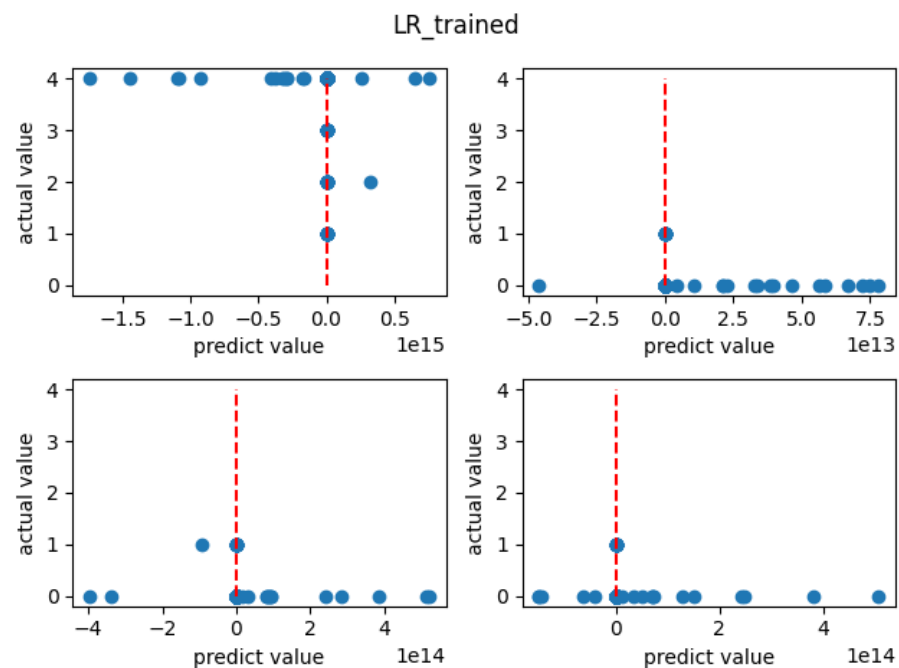 LR_trained
4
3
2
1
0
actual value
−1.5 −1.0 −0.5 0.0 0.5
1e15
predict value
4
3
2
1
0
actual value
−5.0 −2.5 0.0 2.5 5.0 7.5
1e13
predict value
4
3
2
1
0
actual value
−4 −2 0 2 4
1e14
predict value
4
3
2
1
0
actual value
0 2 4
1e14
predict value